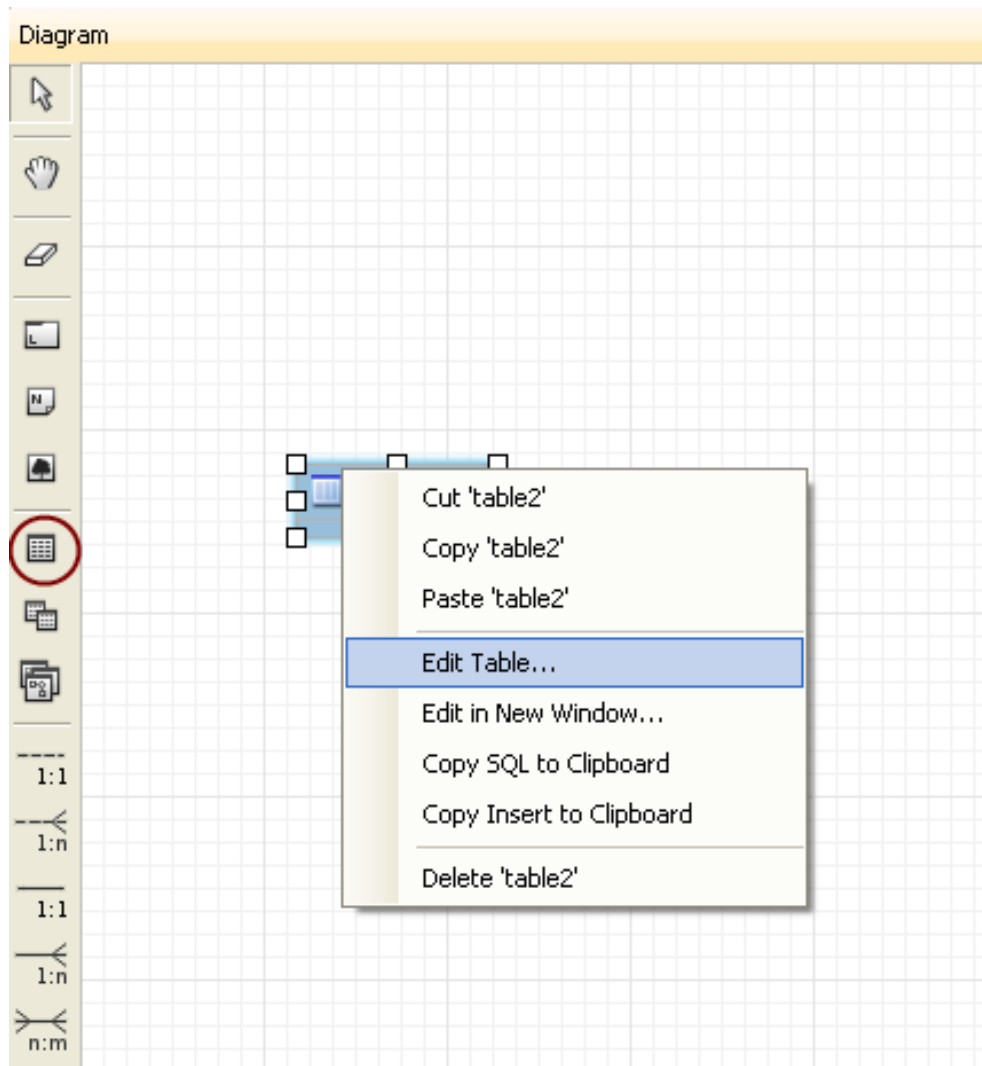 Diagram
L
N
Cut 'table2'
Copy 'table2'
Paste 'table2'
Edit Table...
Edit in New Window...
Copy SQL to Clipboard
Copy Insert to Clipboard
Delete 'table2'
1:1
1:n
1:1
1:n
n:m